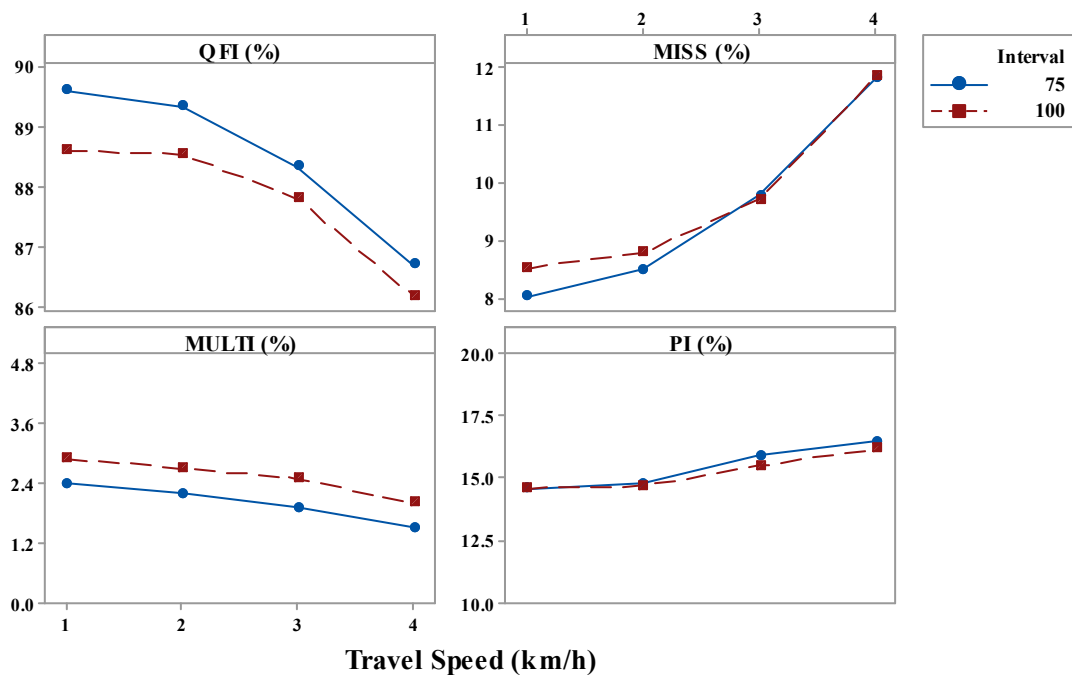 1 2 3 4
QFI (%)
MISS (%)
90
89
88
87
86
12
11
10
9
8
Interval
75
100
MULTI (%)
PI (%)
4.8
3.6
2.4
1.2
0.0
20.0
17.5
15.0
12.5
10.0
1 2 3 4
Travel Speed (km/h)